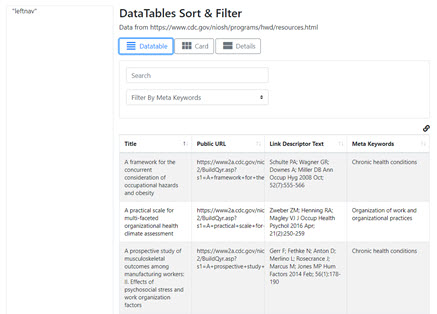 "leftnav"
DataTables Sort & Filter
Data from https://www.cdc.gov/niosh/programs/hwd/resources.html
Datatable
Card
Details
Search
Filter By Meta Keywords
Title
Public URL
Link Descriptor Text
Meta Keywords
A framework for the
concurrent
consideration of
occupational hazards
and obesity
https://www2a.cdc.gov/nic
2/BuildQyr.asp?
s1=A+framework+for+the
Schulte PA; Wagner GR;
Downes A; Miller DB Ann
Occup Hyg 2008 Oct;
52(7):555-566
Chronic health conditions
A practical scale for
multi-faceted
organizational health
climate assessment
https://www2a.cdc.gov/nic
2/BuildQyr.asp?
s1=A+practical+scale+for-
Zweber ZM; Henning RA;
Magley VJ J Occup Health
Psychol 2016 Apr;
21(2):250-259
Organization of work and
organizational practices
A prospective study of
musculoskeletal
outcomes among
manufacturing workers:
II. Effects of
psychosocial stress and
work organization
factors
https://www2a.cdc.gov/nic
2/BuildQyr.asp?
s1=A+prospective+study+
Gerr F; Fethke N; Anton D;
Merlino L; Rosecrance J;
Marcus M; Jones MP Hum
Factors 2014 Feb; 56(1):178-
190
Chronic health conditions